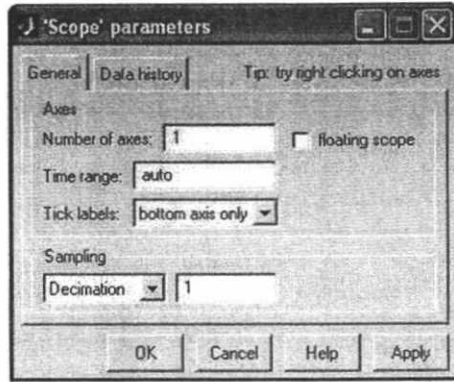 'Scope' parameters
General Data history Tip: try right clicking on axes
Axes
Number of axes: 1 floating scope
Time range: auto
Tick labels: bottom axis only
Sampling
Decimation 1
OK Cancel Help Apply